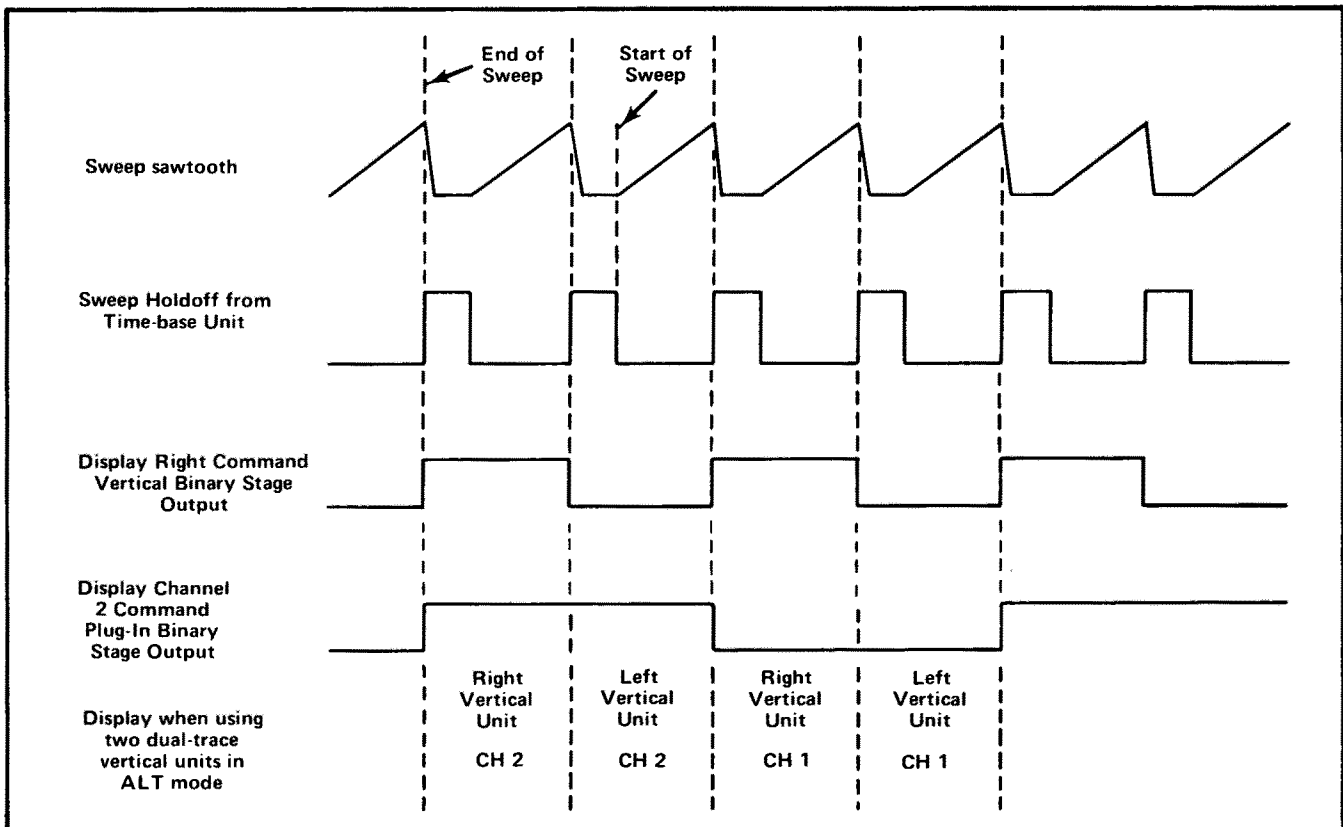 End of
Sweep
Start of
Sweep
Sweep sawtooth
Sweep Holdoff from
Time-base Unit
Display Right Command
Vertical Binary Stage
Output
Display Channel
2 Command
Plug-In Binary
Stage Output
Display when using
two dual-trace
vertical units in
ALT mode
Right
Vertical
Unit
CH 2
Left
Vertical
Unit
CH 2
Right
Vertical
Unit
CH 1
Left
Vertical
Unit
CH 1